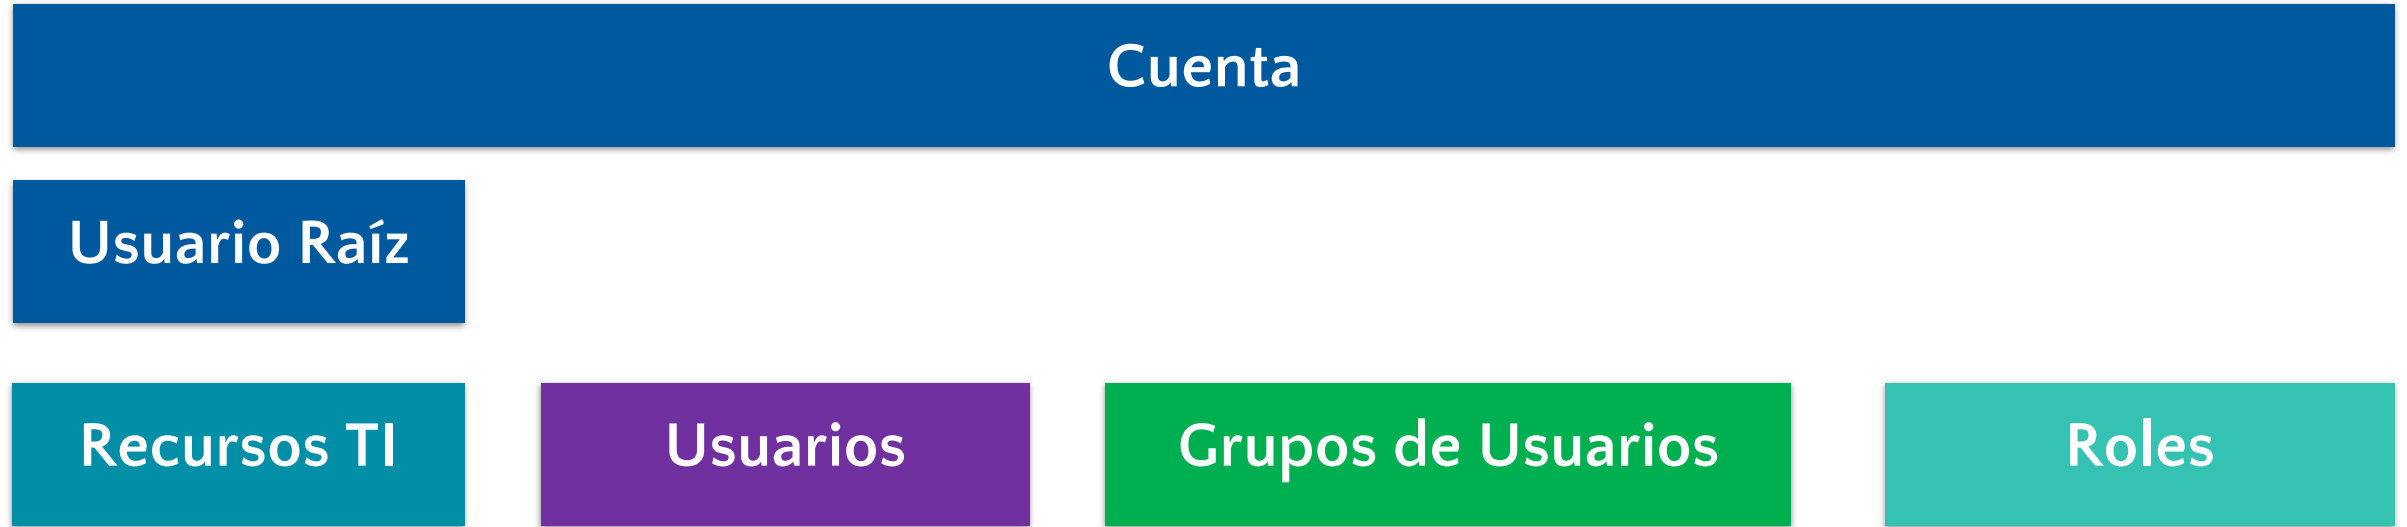 Cuenta
Usuario Raíz
Recursos TI
Usuarios
Grupos de Usuarios
Roles